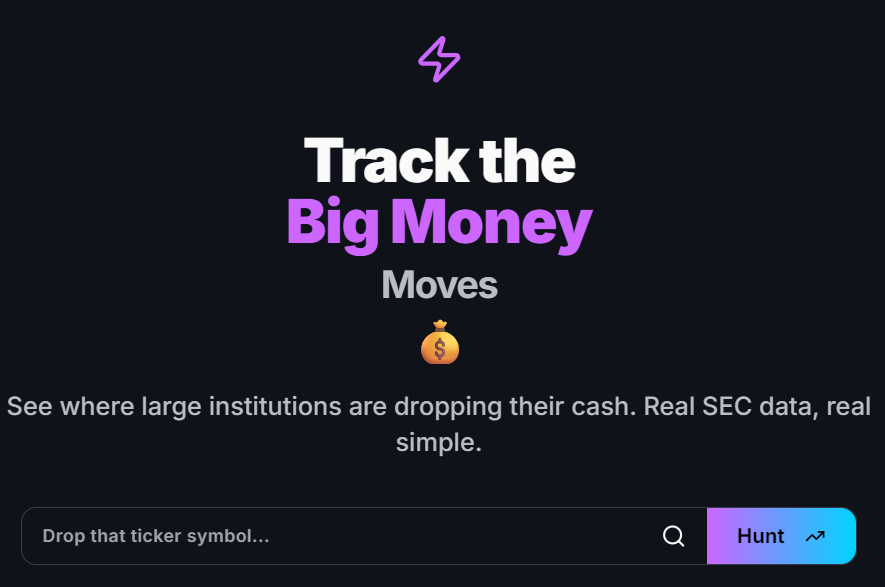 Track the
Big Money
Moves
See where large institutions are dropping their cash. Real SEC data, real
simple.
Drop that ticker symbol...
Hunt